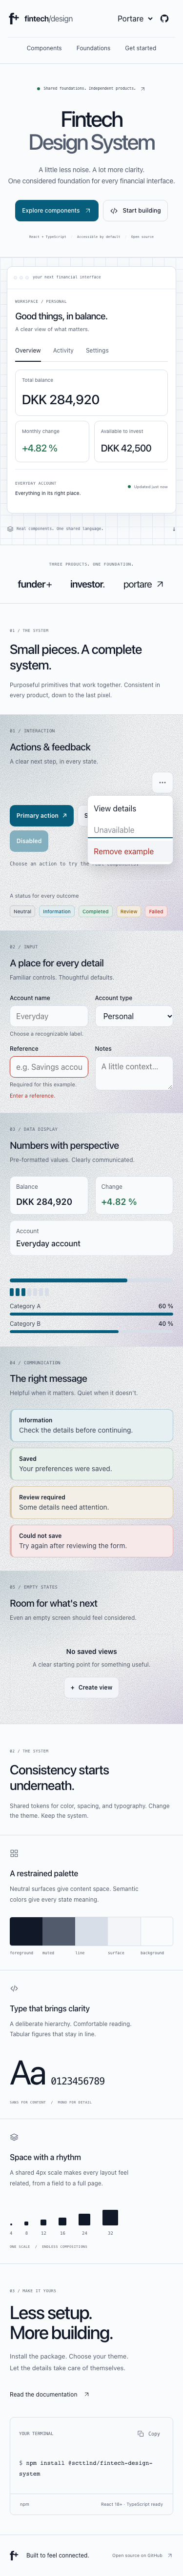 f+ fintech/design
Portare
Components Foundations Get started
Shared foundations. Independent products.
Fintech
Design System
A little less noise. A lot more clarity.
One considered foundation for every financial interface.
Explore components
Start building
React + TypeScript / Accessible by default / Open source
your next financial interface
WORKSPACE / PERSONAL
Good things, in balance.
A clear view of what matters.
Overview Activity Settings
Total balance
DKK 284,920
Monthly change
+4.82 %
Available to invest
DKK 42,500
EVERYDAY ACCOUNT
Everything in its right place.
Updated just now
Real components. One shared language.
THREE PRODUCTS, ONE FOUNDATION.
funder+ investor. portare
01 / THE SYSTEM
Small pieces. A complete
system.
Purposeful primitives that work together. Consistent in
every product, down to the last pixel.
01 / INTERACTION
Actions & feedback
A clear next step, in every state.
Primary action
S
View details
Unavailable
Remove example
Disabled
Choose an action to try the
A status for every outcome
Neutral Information Completed Review Failed
02 / INPUT
A place for every detail
Familiar controls. Thoughtful defaults.
Account name
Everyday
Choose a recognizable label.
Account type
Personal
Reference
e.g. Savings accou
Required for this example.
Enter a reference.
Notes
A little context...
03 / DATA DISPLAY
Numbers with perspective
Pre-formatted values. Clearly communicated.
Balance
DKK 284,920
Change
+4.82 %
Account
Everyday account
Category A 60 %
Category B 40 %
04 / COMMUNICATION
The right message
Helpful when it matters. Quiet when it doesn't.
Information
Check the details before continuing.
Saved
Your preferences were saved.
Review required
Some details need attention.
Could not save
Try again after reviewing the form.
05 / EMPTY STATES
Room for what's next
Even an empty screen should feel considered.
No saved views
A clear starting point for something useful.
+ Create view
02 / THE SYSTEM
Consistency starts
underneath.
Shared tokens for color, spacing, and typography. Change
the theme. Keep the system.
A restrained palette
Neutral surfaces give content space. Semantic
colors give every state meaning.
foreground muted line surface background
Type that brings clarity
A deliberate hierarchy. Comfortable reading.
Tabular figures that stay in line.
Aa 0123456789
SANS FOR CONTENT / MONO FOR DETAIL
Space with a rhythm
A shared 4px scale makes every layout feel
related, from a field to a full page.
4 8 12 16 24 32
ONE SCALE / ENDLESS COMPOSITIONS
03 / MAKE IT YOURS
Less setup.
More building.
Install the package. Choose your theme.
Let the details take care of themselves.
Read the documentation
YOUR TERMINAL
Copy
$ npm install @scttlnd/fintech-design-
system
npm
React 18+ · TypeScript ready
f+ Built to feel connected.
Open source on GitHub